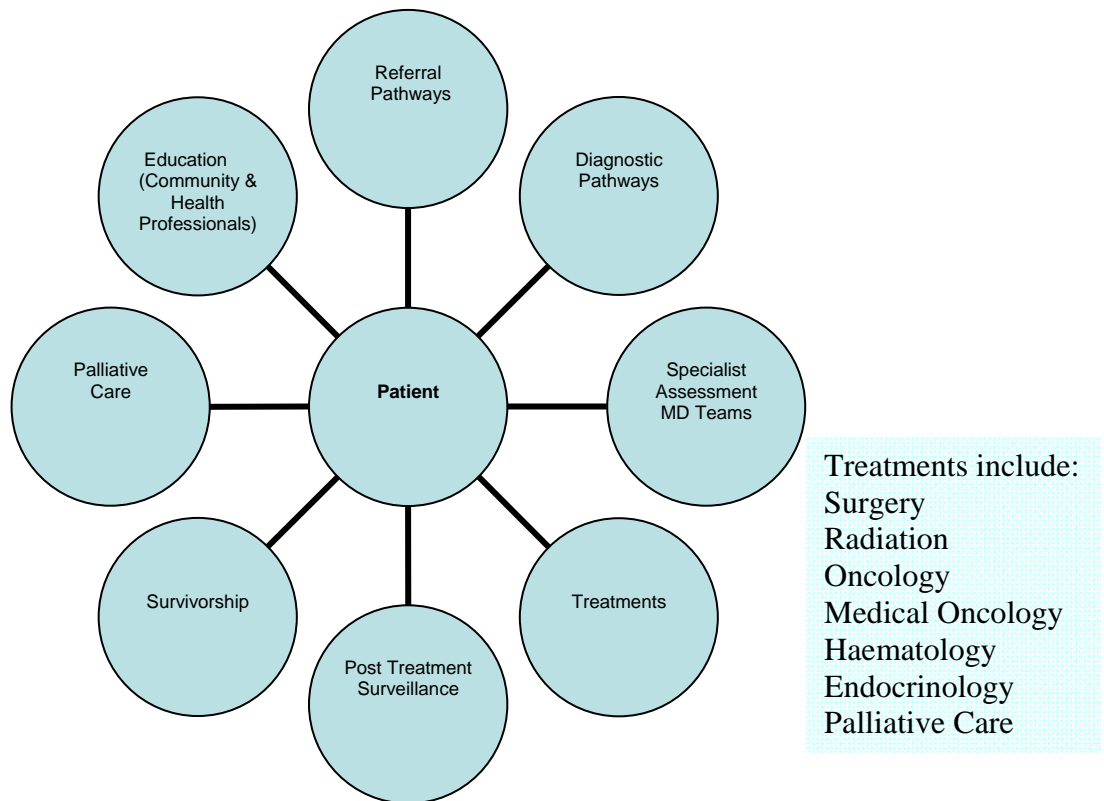 Referral
Pathways
Diagnostic
Pathways
Specialist
Assessment
MD Teams
Treatments
Post Treatment
Surveillance
Survivorship
Palliative
Care
Education
(Community &
Health
Professionals)
Patient
Treatments include:
Surgery
Radiation
Oncology
Medical Oncology
Haematology
Endocrinology
Palliative Care